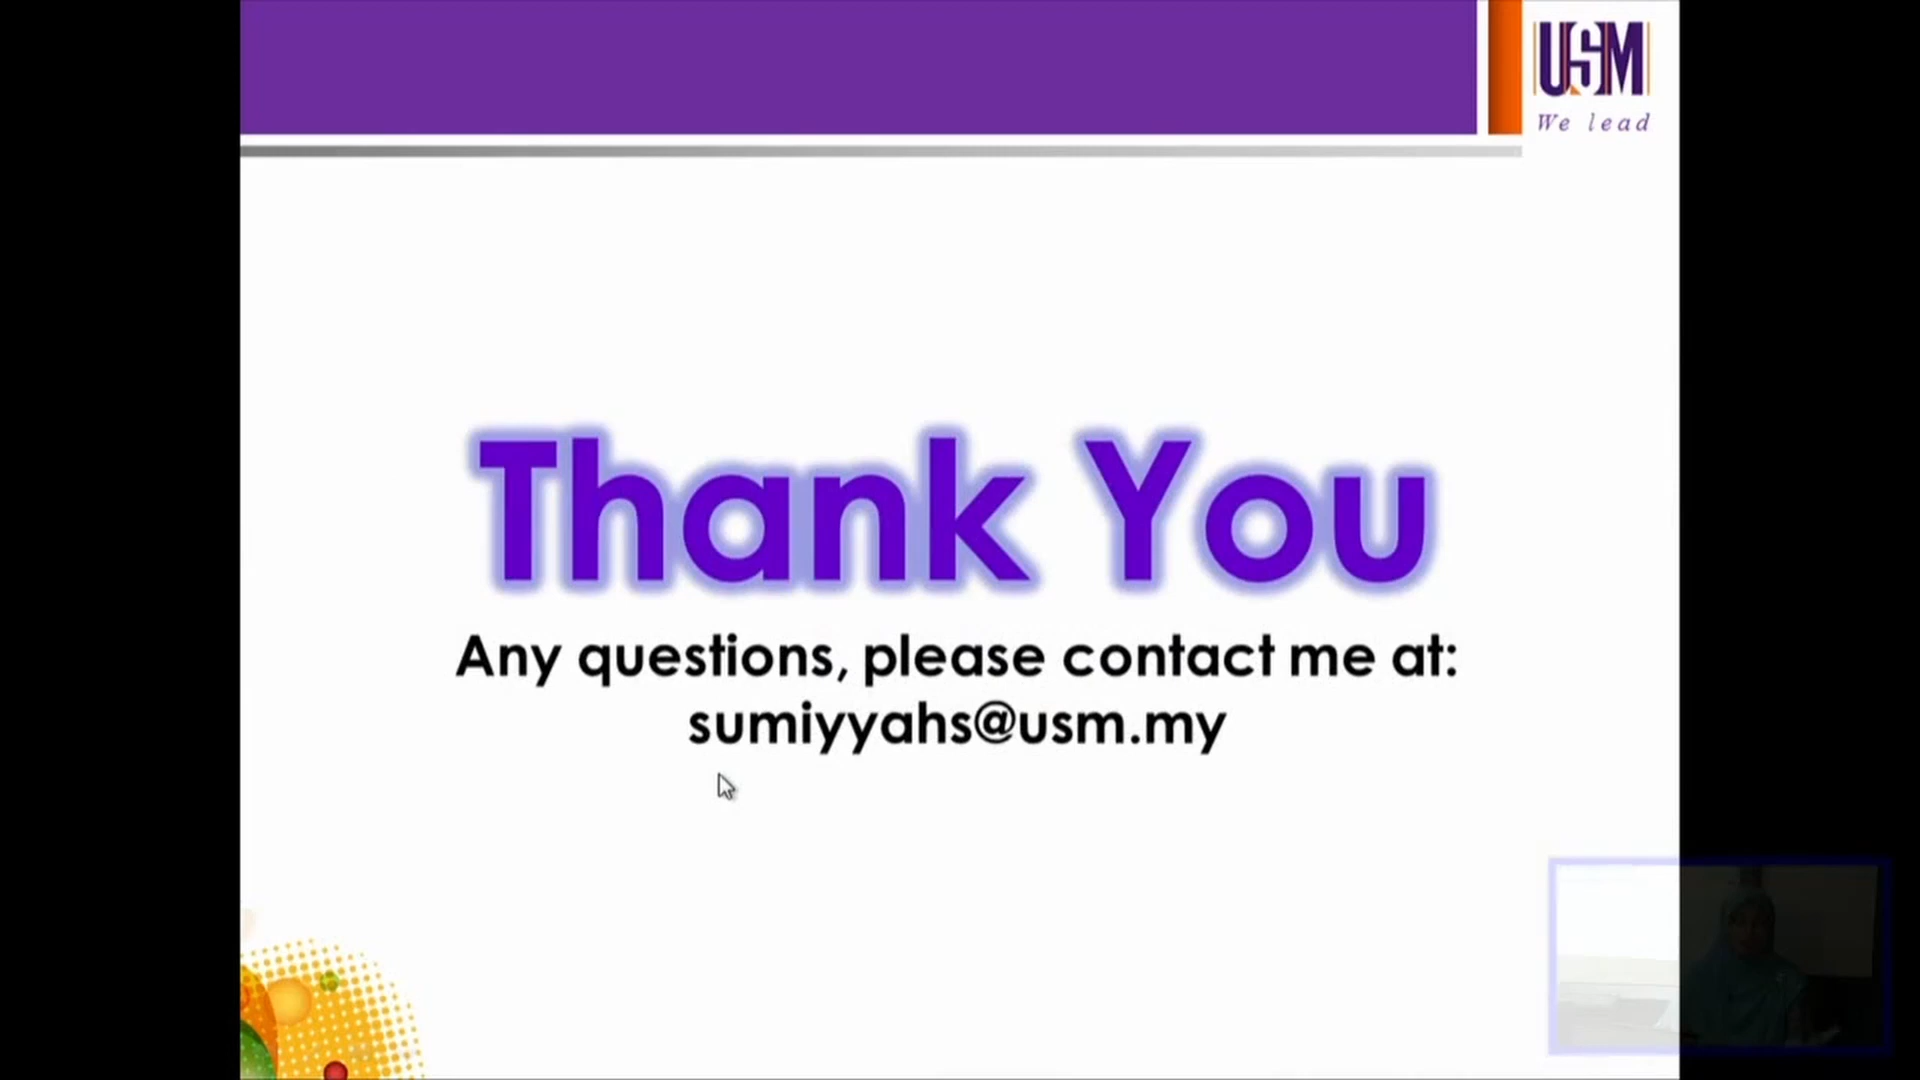 USM
We lead
Thank You
Any questions, please contact me at:
sumiyyahs@usm.my